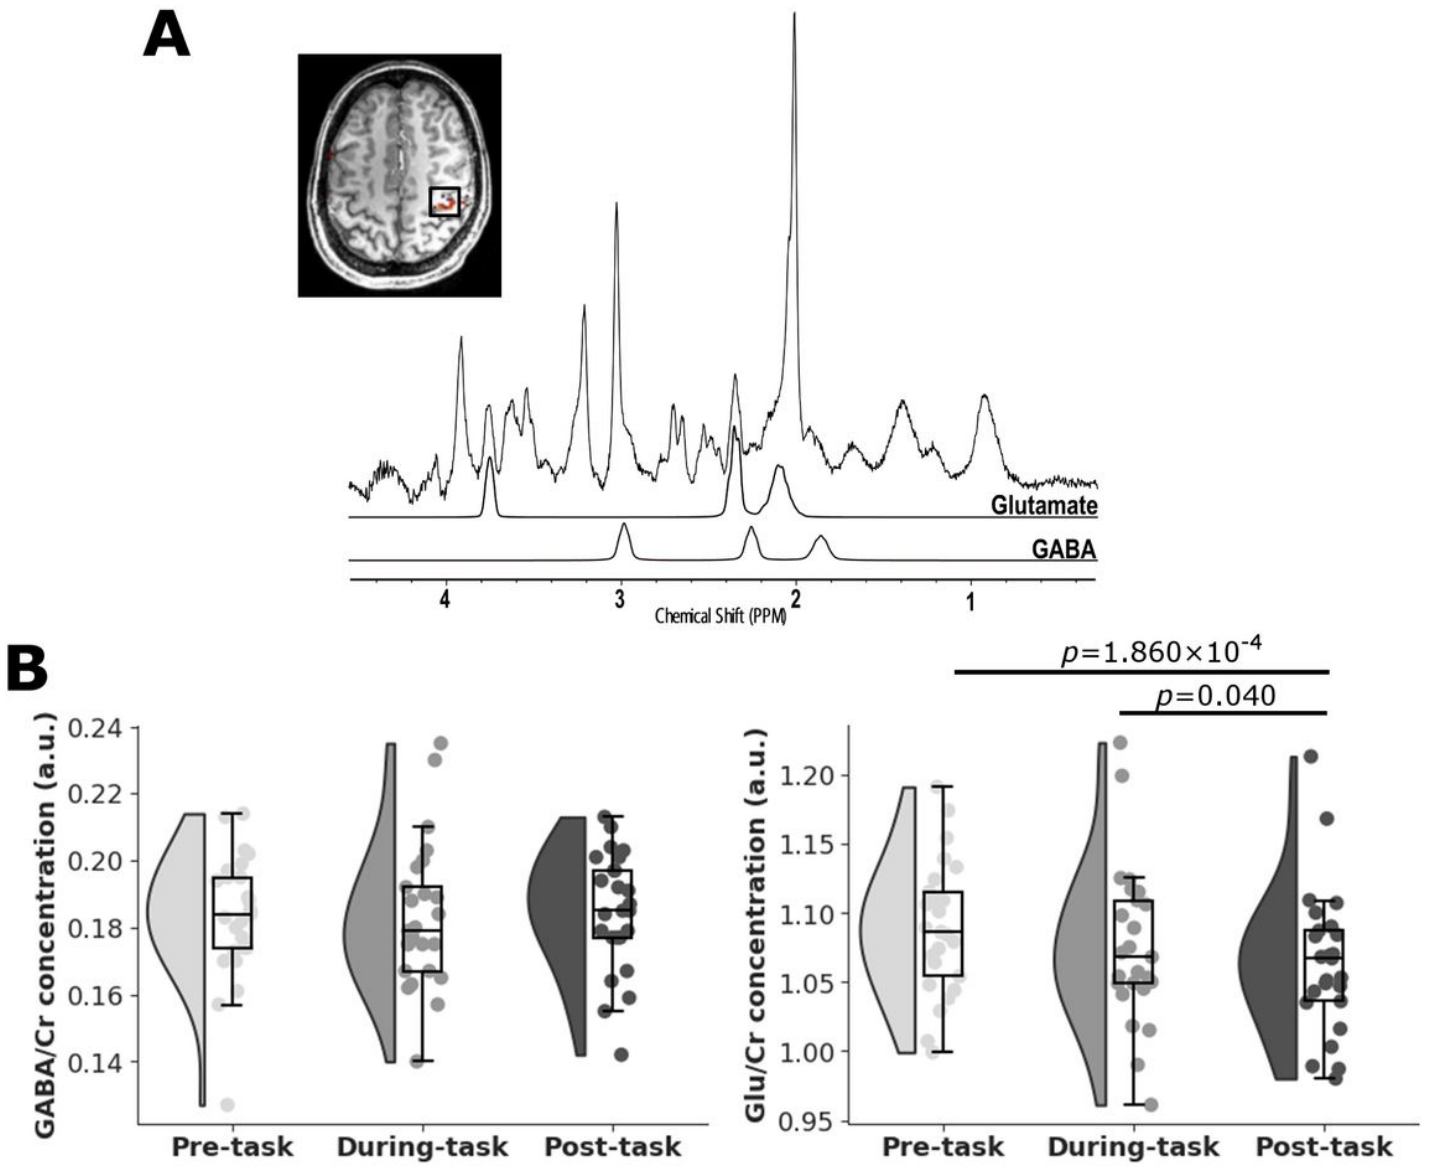 A
Glutamate
GABA
4 3 2 1
Chemical Shift (PPM)
B
p=1.860×10⁻⁴
p=0.040
GABA/Cr concentration (a.u.)
0.24
0.22
0.20
0.18
0.16
0.14
Pre-task During-task Post-task
Glu/Cr concentration (a.u.)
1.20
1.15
1.10
1.05
1.00
0.95
Pre-task During-task Post-task